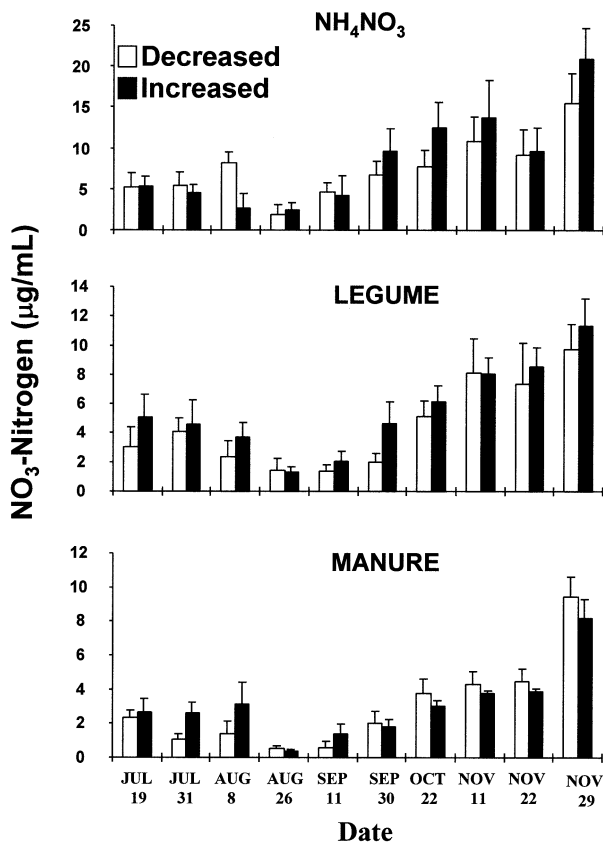 NH₄NO₃
25
20
15
10
5
0
Decreased
Increased
NO₃-Nitrogen (µg/mL)
LEGUME
14
12
10
8
6
4
2
0
MANURE
12
10
8
6
4
2
0
JUL JUL AUG AUG SEP SEP OCT NOV NOV NOV
19 31 8 26 11 30 22 11 22 29
Date